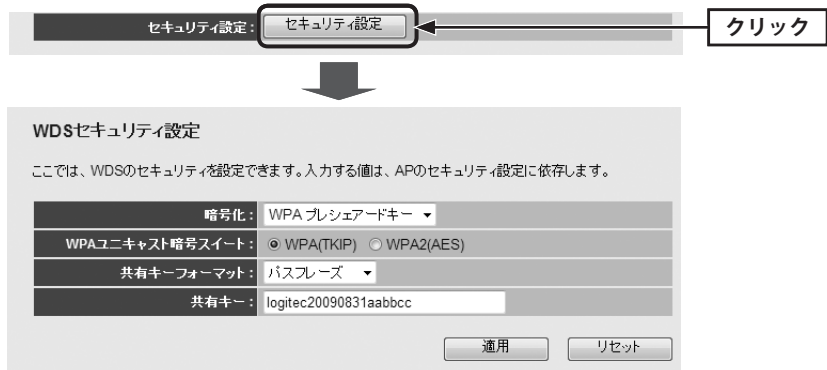 セキュリティ設定： セキュリティ設定 クリック
WDSセキュリティ設定
ここでは、WDSのセキュリティを設定できます。入力する値は、APのセキュリティ設定に依存します。
暗号化： WPA プレシェアードキー
WPAユニキャスト暗号スイート： WPA(TKIP) WPA2(AES)
共有キーフォーマット： パスフレーズ
共有キー： logitec20090831aabbcc
適用 リセット